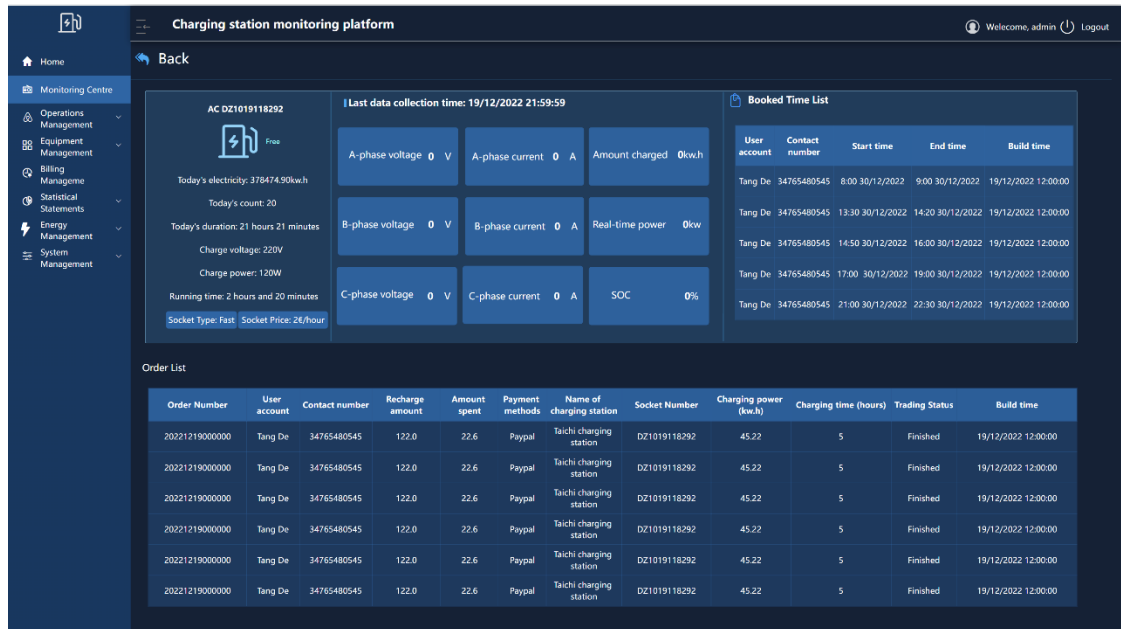 Charging station monitoring platform
Welecome, admin Logout
Home
Monitoring Centre
Operations
Management
Equipment
Management
Billing
Manageme
Statistical
Statements
Energy
Management
System
Management
Back
AC DZ1019118292
Free
Today's electricity: 378474.90kw.h
Today's count: 20
Today's duration: 21 hours 21 minutes
Charge voltage: 220V
Charge power: 120W
Running time: 2 hours and 20 minutes
Socket Type: Fast Socket Price: 2€/hour
Last data collection time: 19/12/2022 21:59:59
A-phase voltage 0 V A-phase current 0 A Amount charged 0kw.h
B-phase voltage 0 V B-phase current 0 A Real-time power 0kw
C-phase voltage 0 V C-phase current 0 A SOC 0%
Booked Time List
User account Contact number Start time End time Build time
Tang De 34765480545 8:00 30/12/2022 9:00 30/12/2022 19/12/2022 12:00:00
Tang De 34765480545 13:30 30/12/2022 14:20 30/12/2022 19/12/2022 12:00:00
Tang De 34765480545 14:50 30/12/2022 16:00 30/12/2022 19/12/2022 12:00:00
Tang De 34765480545 17:00 30/12/2022 19:00 30/12/2022 19/12/2022 12:00:00
Tang De 34765480545 21:00 30/12/2022 22:30 30/12/2022 19/12/2022 12:00:00
Order List
Order Number User account Contact number Recharge amount Amount spent Payment methods Name of charging station Socket Number Charging power (kw.h) Charging time (hours) Trading Status Build time
20221219000000 Tang De 34765480545 122.0 22.6 Paypal Taichi charging station DZ1019118292 45.22 5 Finished 19/12/2022 12:00:00
20221219000000 Tang De 34765480545 122.0 22.6 Paypal Taichi charging station DZ1019118292 45.22 5 Finished 19/12/2022 12:00:00
20221219000000 Tang De 34765480545 122.0 22.6 Paypal Taichi charging station DZ1019118292 45.22 5 Finished 19/12/2022 12:00:00
20221219000000 Tang De 34765480545 122.0 22.6 Paypal Taichi charging station DZ1019118292 45.22 5 Finished 19/12/2022 12:00:00
20221219000000 Tang De 34765480545 122.0 22.6 Paypal Taichi charging station DZ1019118292 45.22 5 Finished 19/12/2022 12:00:00
20221219000000 Tang De 34765480545 122.0 22.6 Paypal Taichi charging station DZ1019118292 45.22 5 Finished 19/12/2022 12:00:00